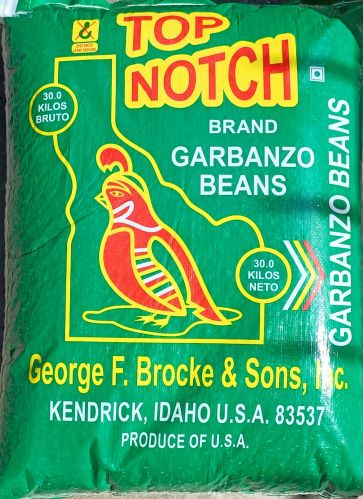 DO NOT
USE HOOK
TOP
NOTCH
30.0
KILOS
BRUTO
BRAND
GARBANZO
BEANS
30.0
KILOS
NETO
GARBANZO BEANS
George F. Brocke & Sons, Inc.
KENDRICK, IDAHO U.S.A. 83537
PRODUCE OF U.S.A.